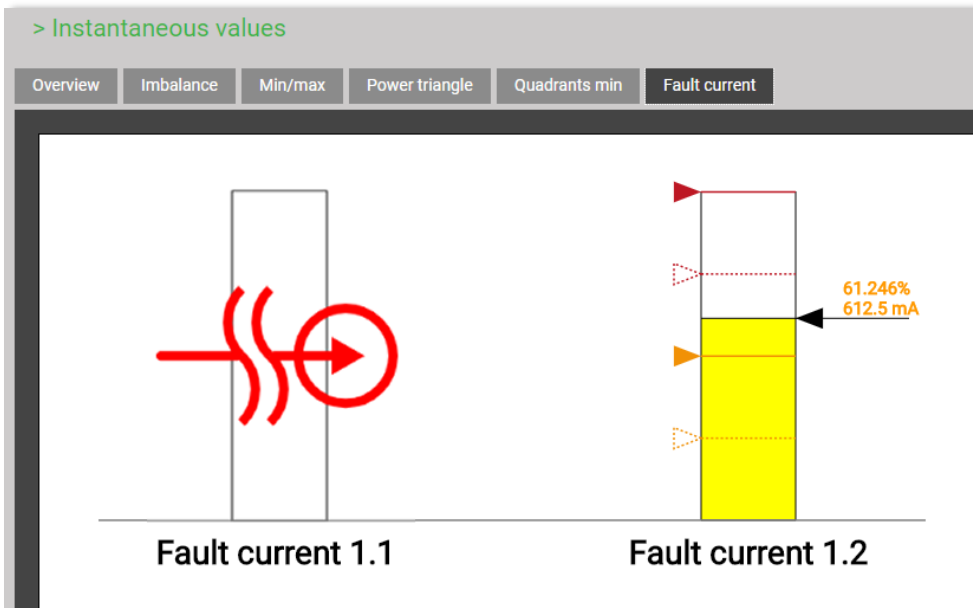 > Instantaneous values
Overview Imbalance Min/max Power triangle Quadrants min Fault current
61.246%
612.5 mA
Fault current 1.1 Fault current 1.2